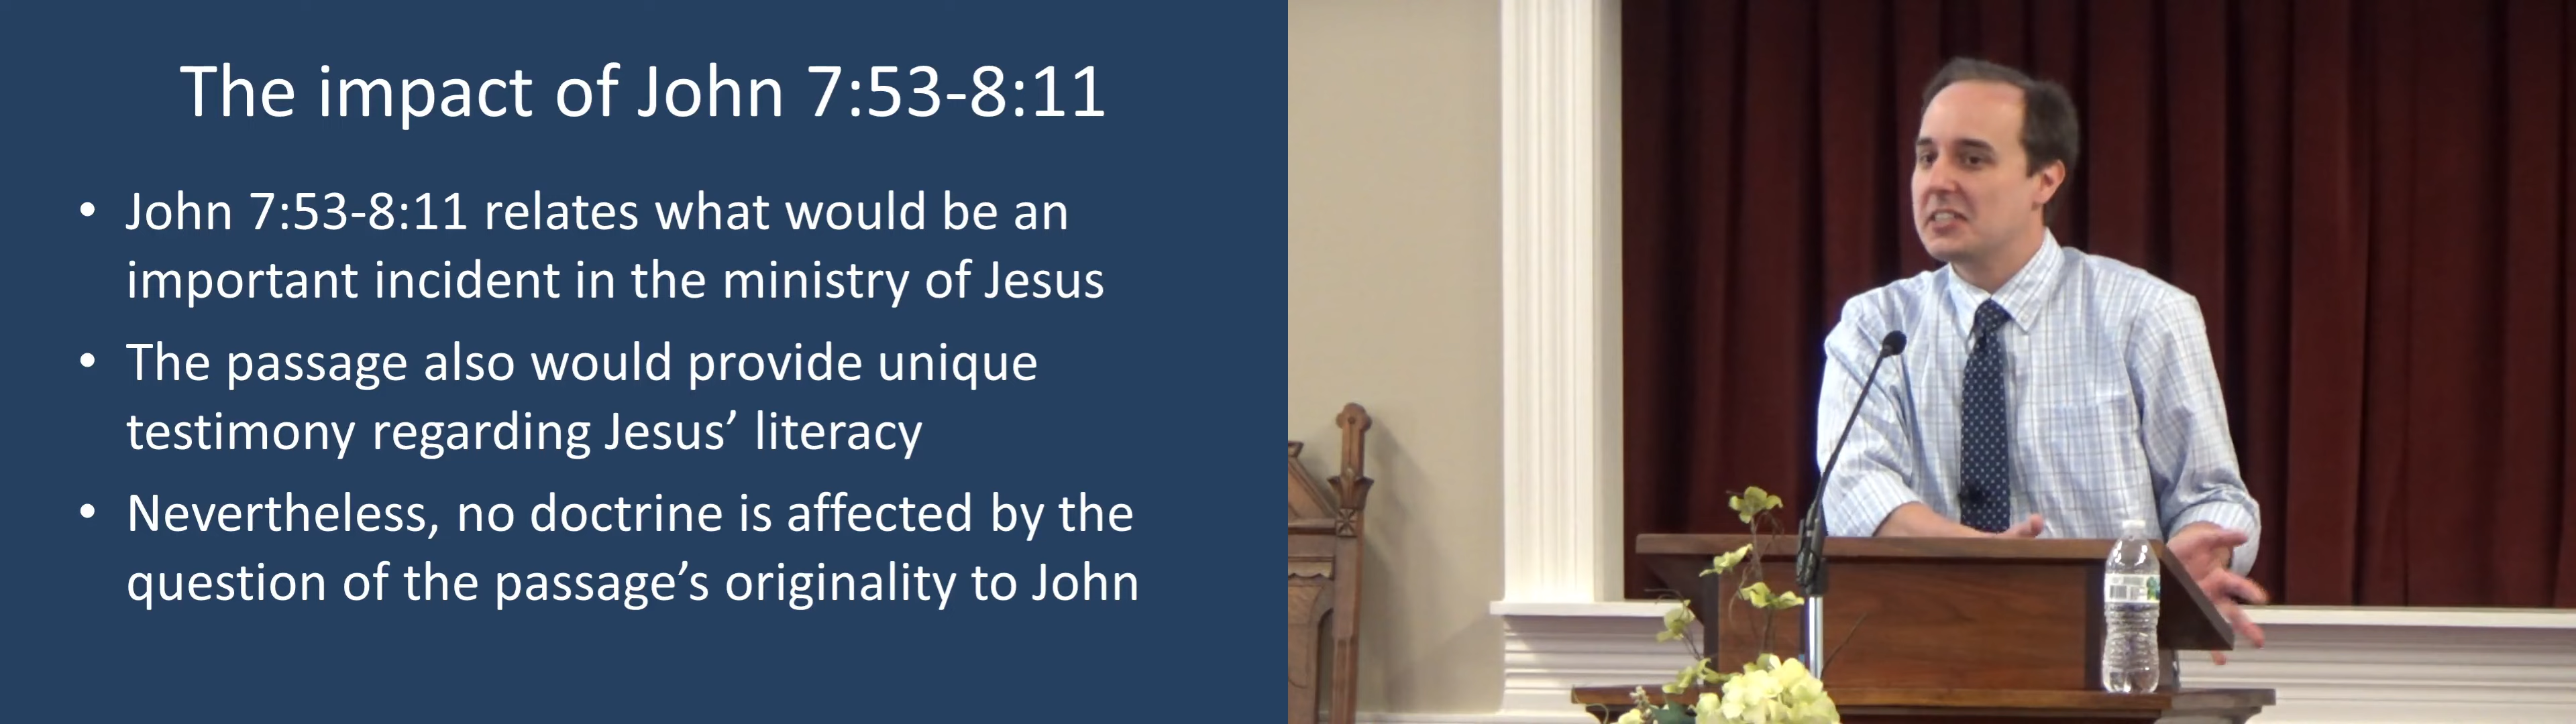 The impact of John 7:53-8:11
• John 7:53-8:11 relates what would be an
important incident in the ministry of Jesus
• The passage also would provide unique
testimony regarding Jesus’ literacy
• Nevertheless, no doctrine is affected by the
question of the passage’s originality to John